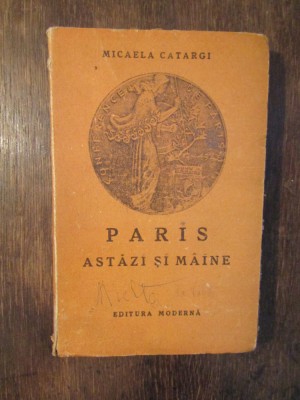 MICAELA CATARGI
PARIS
ASTĂZI ȘI MÂINE
EDITURA MODERNĂ